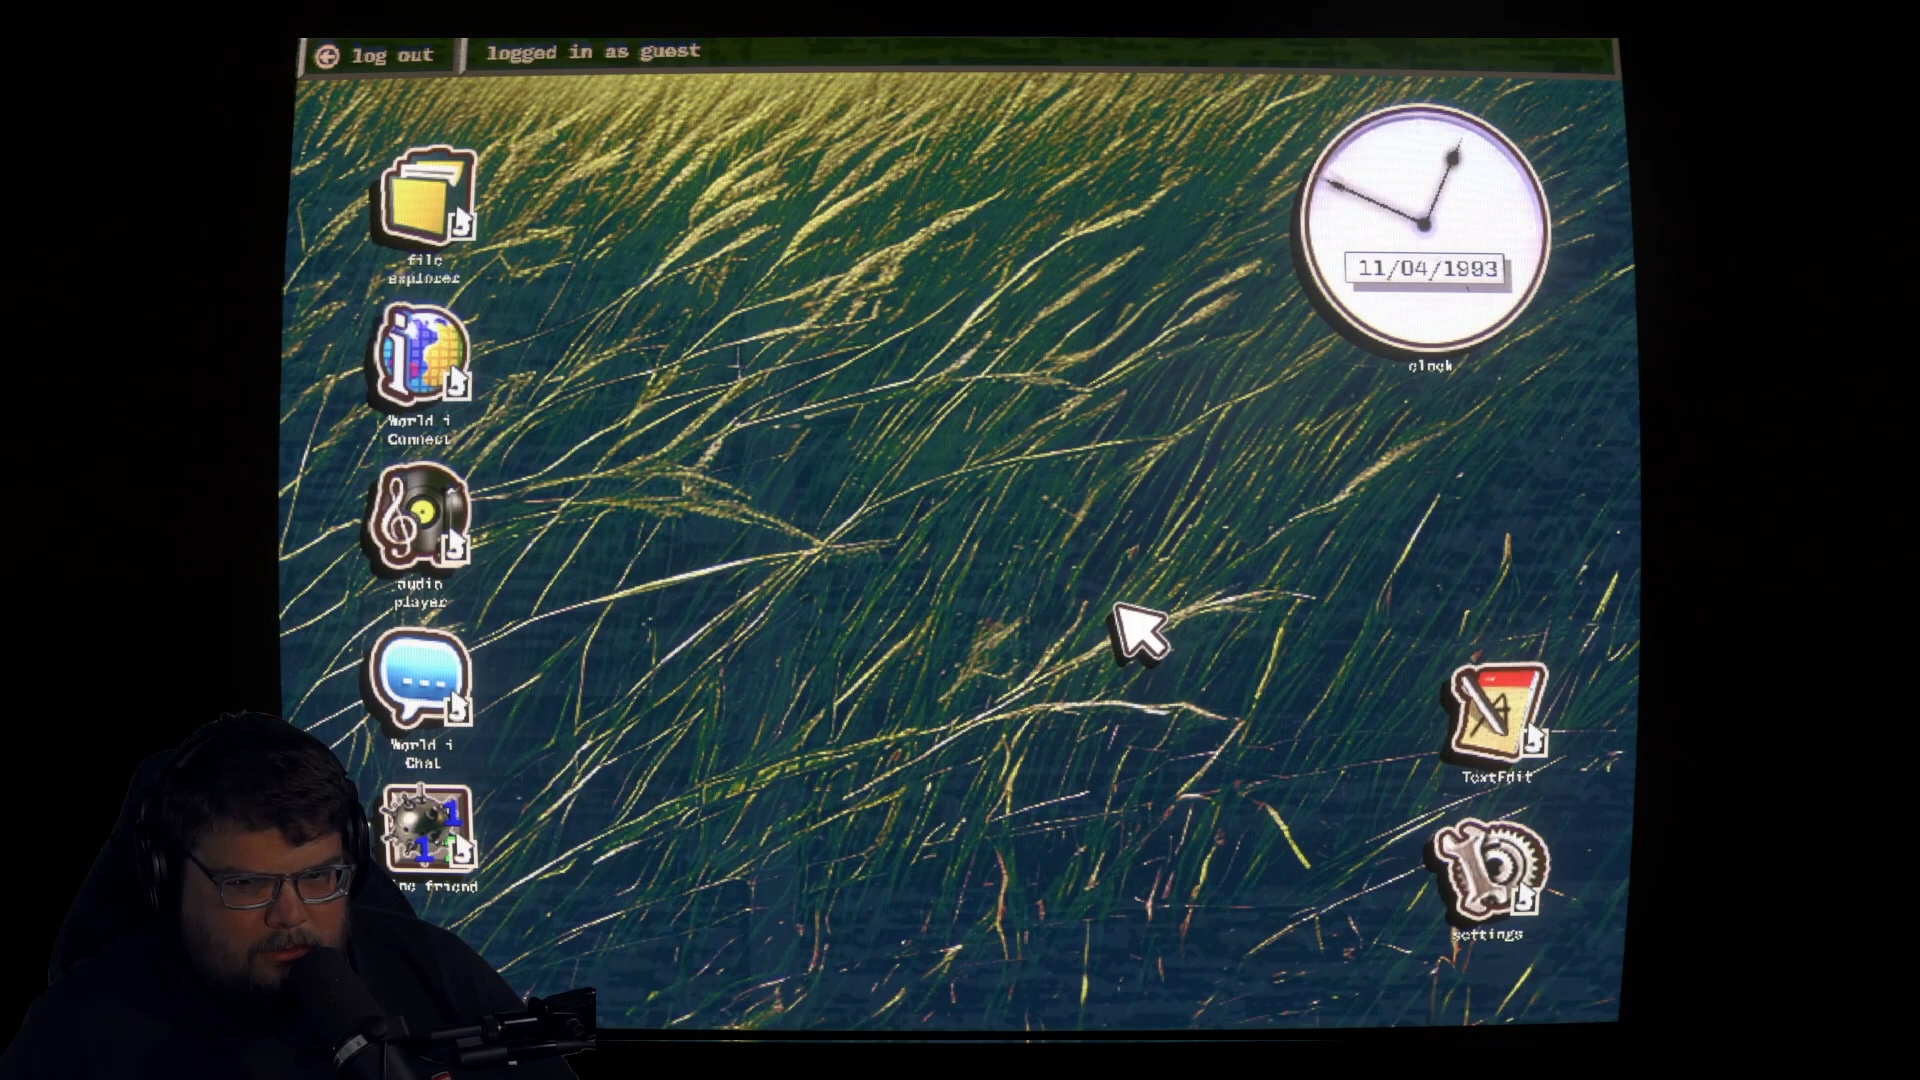 log out
logged in as guest
file
explorer
World i
Connect
audio
player
World i
Chat
friend
11/04/1993
clock
TextEdit
settings